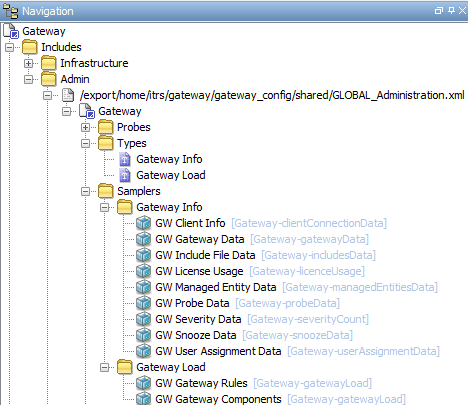 Navigation
Gateway
Includes
Infrastructure
Admin
/export/home/itrs/gateway/gateway_config/shared/GLOBAL_Administration.xml
Gateway
Probes
Types
Gateway Info
Gateway Load
Samplers
Gateway Info
GW Client Info [Gateway-clientConnectionData]
GW Gateway Data [Gateway-gatewayData]
GW Include File Data [Gateway-includesData]
GW License Usage [Gateway-licenceUsage]
GW Managed Entity Data [Gateway-managedEntitiesData]
GW Probe Data [Gateway-probeData]
GW Severity Data [Gateway-severityCount]
GW Snooze Data [Gateway-snoozeData]
GW User Assignment Data [Gateway-userAssignmentData]
Gateway Load
GW Gateway Rules [Gateway-gatewayLoad]
GW Gateway Components [Gateway-gatewayLoad]